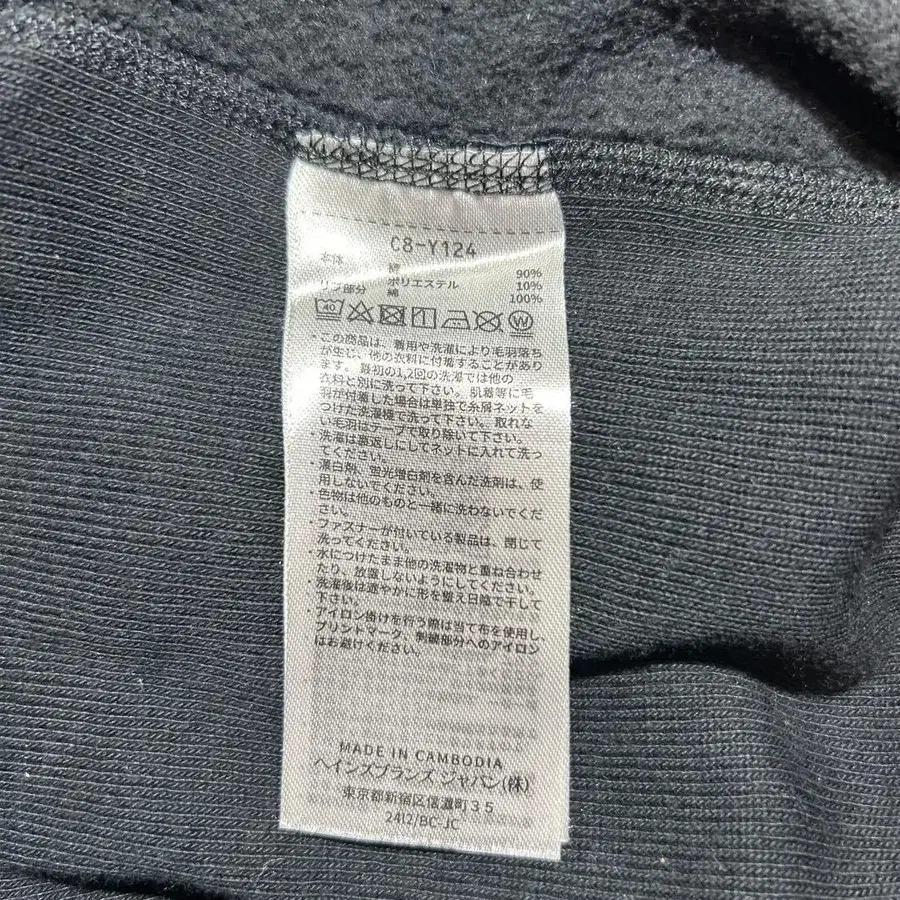 C8-Y124
本体 綿 90%
ポリエステル 10%
リブ部分 綿 100%
40 W
・この商品は、着用や洗濯により毛羽落ち
が生じ、他の衣料に付着することがあり
ます。最初の1,2回の洗濯では他の
衣料と別に洗って下さい。肌着等に毛
羽が付着した場合は単独で糸屑ネットを
つけた洗濯機で洗って下さい。取れな
い毛羽はテープで取り除いて下さい。
・洗濯は裏返しにしてネットに入れて洗っ
てください。
・漂白剤、蛍光増白剤を含んだ洗剤は、使
用しないでください。
・色物は他のものと一緒に洗わないでくだ
さい。
・ファスナーが付いている製品は、閉じて
洗ってください。
・水につけたまま他の洗濯物と重ね合わせ
たり、放置しないようにしてください。
・洗濯後は速やかに形を整え日陰で干して
下さい。
・アイロン掛けを行う際は当て布を使用し、
プリントマーク、刺繍部分へのアイロン
はお避けください。
MADE IN CAMBODIA
ヘインズブランズ ジャパン(株)
東京都新宿区信濃町35
2412/BC-JC